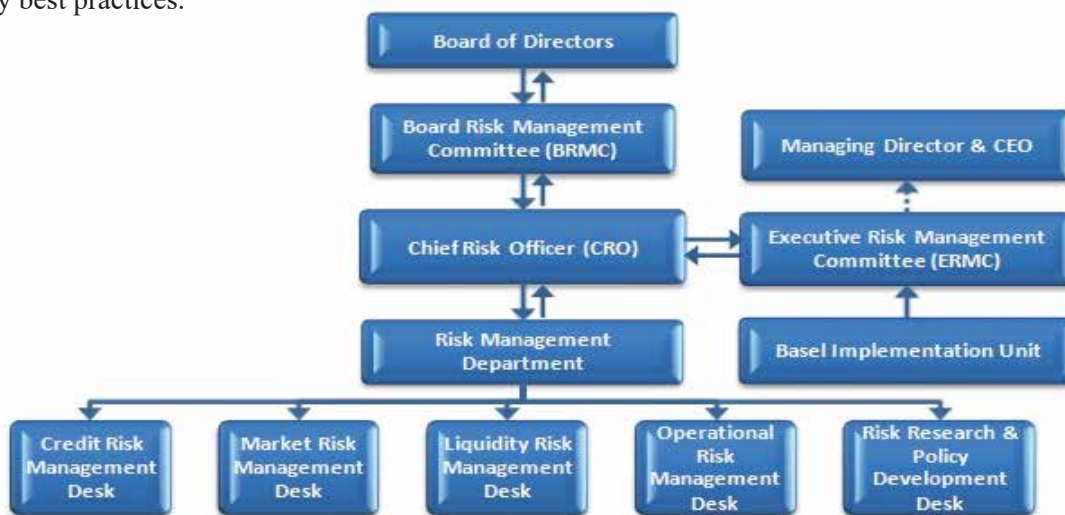 y best practices.
Board of Directors
Board Risk Management
Committee (BRMC)
Managing Director & CEO
Chief Risk Officer (CRO)
Executive Risk Management
Committee (ERMC)
Risk Management
Department
Basel Implementation Unit
Credit Risk
Management
Desk
Market Risk
Management
Desk
Liquidity Risk
Management
Desk
Operational
Risk
Management
Desk
Risk Research &
Policy
Development
Desk